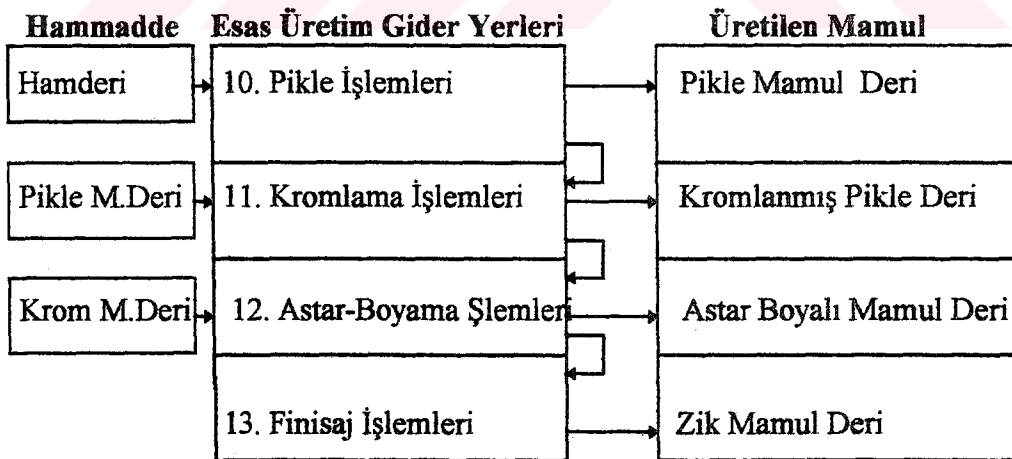 Hammadde Esas Üretim Gider Yerleri Üretilen Mamul
Hamderi 10. Pikle İşlemleri Pikle Mamul Deri
Pikle M.Deri 11. Kromlama İşlemleri Kromlanmış Pikle Deri
Krom M.Deri 12. Astar-Boyama Şlemleri Astar Boyalı Mamul Deri
13. Finisaj İşlemleri Zik Mamul Deri